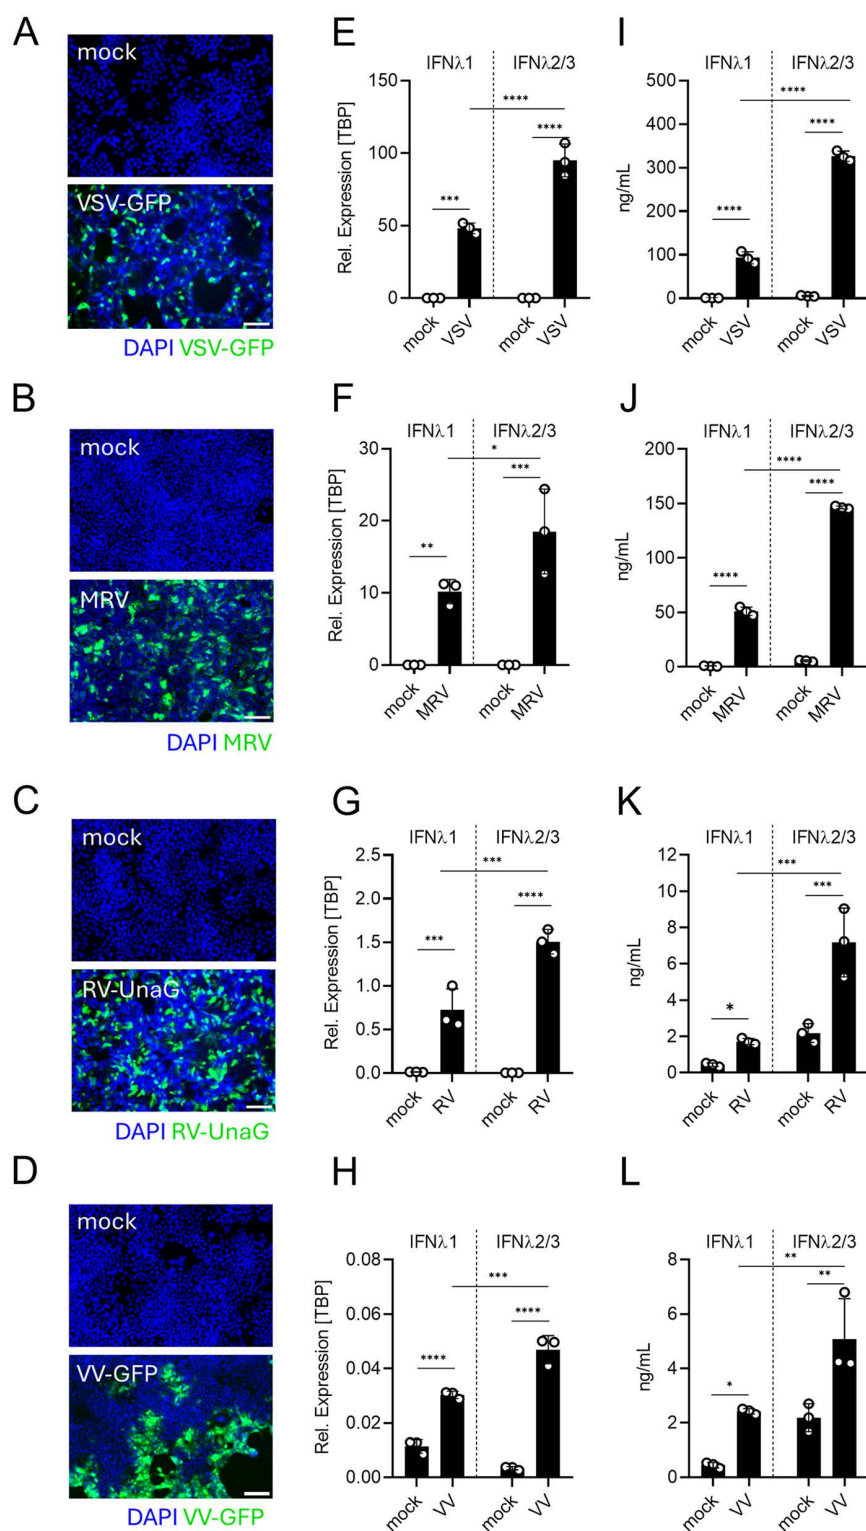 A
mock
VSV-GFP
DAPI VSV-GFP
E
IFNλ1 IFNλ2/3
Rel. Expression [TBP]
150
100
50
0
****
****
***
mock
VSV
mock
VSV
I
IFNλ1 IFNλ2/3
ng/mL
500
400
300
200
100
0
****
****
****
mock
VSV
mock
VSV
B
mock
MRV
DAPI MRV
F
IFNλ1 IFNλ2/3
Rel. Expression [TBP]
30
20
10
0
*
***
**
mock
MRV
mock
MRV
J
IFNλ1 IFNλ2/3
ng/mL
200
150
100
50
0
****
****
****
mock
MRV
mock
MRV
C
mock
RV-UnaG
DAPI RV-UnaG
G
IFNλ1 IFNλ2/3
Rel. Expression [TBP]
2.5
2.0
1.5
1.0
0.5
0.0
***
****
***
mock
RV
mock
RV
K
IFNλ1 IFNλ2/3
ng/mL
12
10
8
6
4
2
0
***
***
*
mock
RV
mock
RV
D
mock
VV-GFP
DAPI VV-GFP
H
IFNλ1 IFNλ2/3
Rel. Expression [TBP]
0.08
0.06
0.04
0.02
0.00
***
****
****
mock
VV
mock
VV
L
IFNλ1 IFNλ2/3
ng/mL
8
6
4
2
0
**
**
*
mock
VV
mock
VV